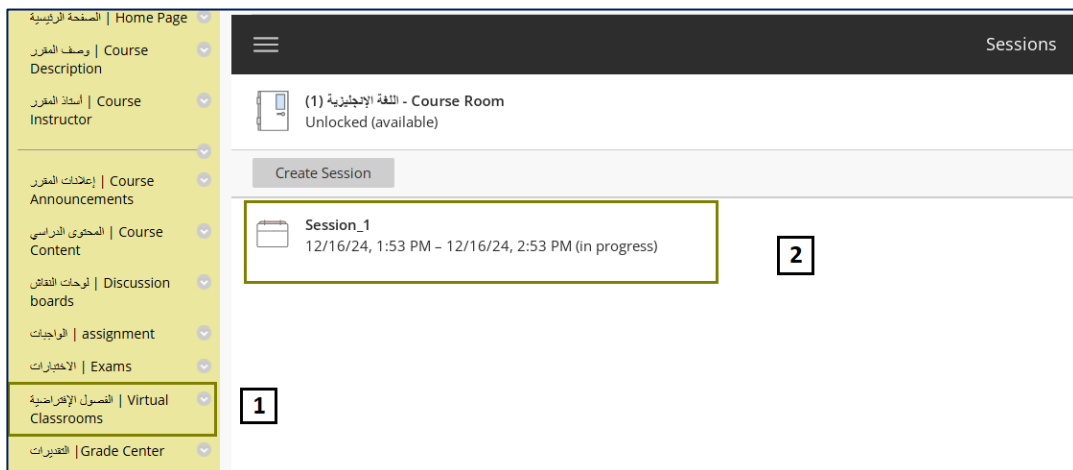 الصفحة الرئيسية | Home Page
وصف المقرر | Course
Description
أستاذ المقرر | Course
Instructor
إعلانات المقرر | Course
Announcements
المحتوى الدراسي | Course
Content
لوحات النقاش | Discussion
boards
الواجبات | assignment
الاختبارات | Exams
الفصول الإفتراضية | Virtual
Classrooms
التقديرات |Grade Center
1
Sessions
اللغة الإنجليزية (1) - Course Room
Unlocked (available)
Create Session
Session_1
12/16/24, 1:53 PM – 12/16/24, 2:53 PM (in progress)
2